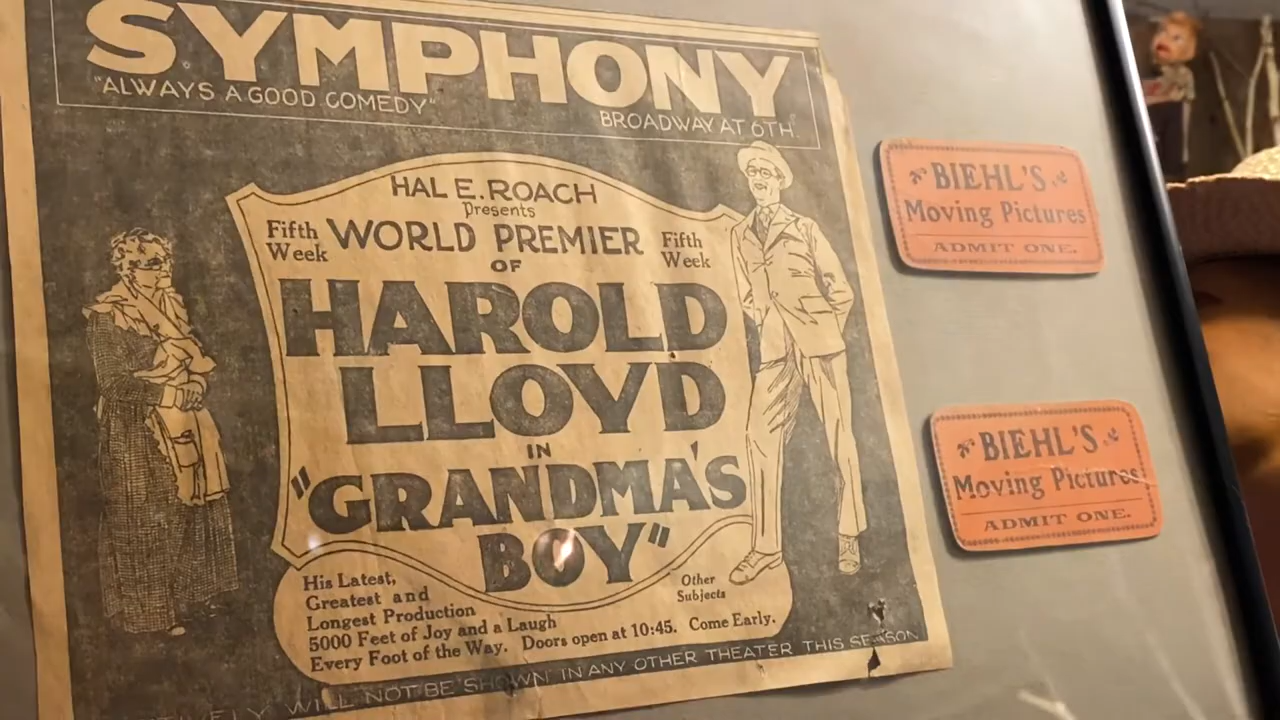 SYMPHONY
"ALWAYS A GOOD COMEDY"
BROADWAY AT 6TH.
HAL E. ROACH
Presents
Fifth Week WORLD PREMIER Fifth Week
OF
HAROLD
LLOYD
IN
"GRANDMA'S
BOY"
His Latest,
Greatest and
Longest Production
5000 Feet of Joy and a Laugh
Every Foot of the Way. Doors open at 10:45. Come Early.
Other
Subjects
WILL NOT BE SHOWN IN ANY OTHER THEATER THIS SEASON
BIEHL'S
Moving Pictures
ADMIT ONE.
BIEHL'S
Moving Pictures
ADMIT ONE.